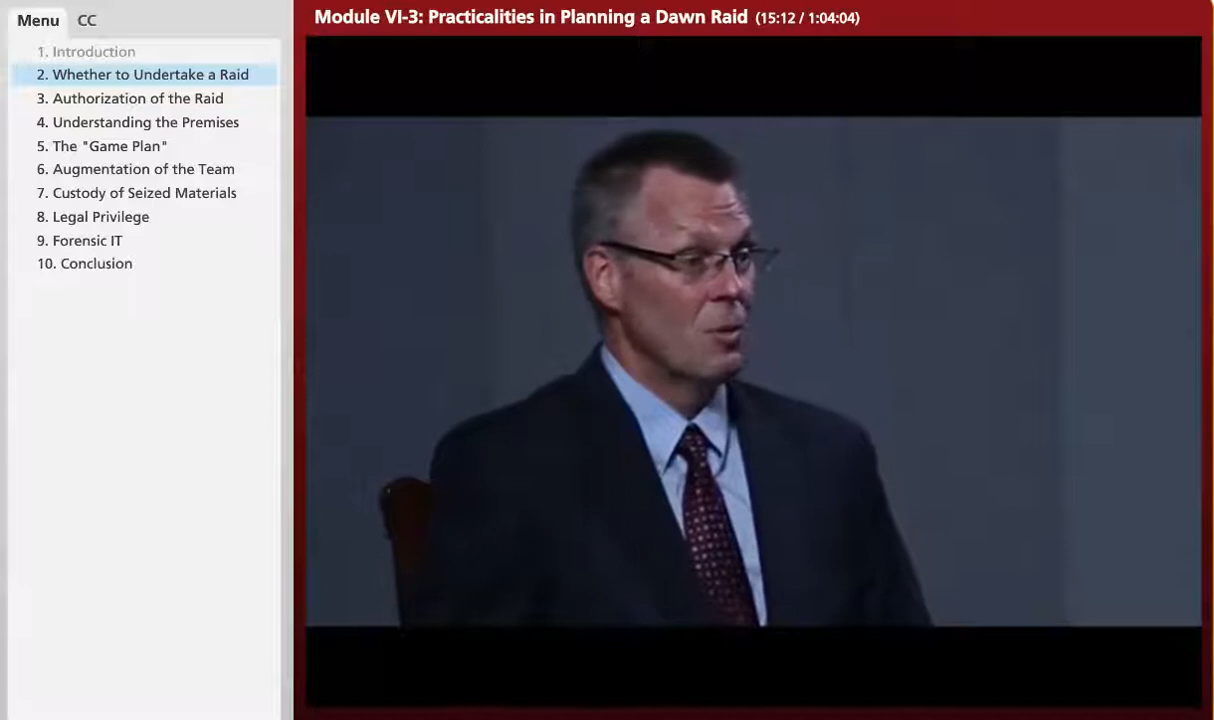 Menu CC
1. Introduction
2. Whether to Undertake a Raid
3. Authorization of the Raid
4. Understanding the Premises
5. The "Game Plan"
6. Augmentation of the Team
7. Custody of Seized Materials
8. Legal Privilege
9. Forensic IT
10. Conclusion
Module VI-3: Practicalities in Planning a Dawn Raid (15:12 / 1:04:04)